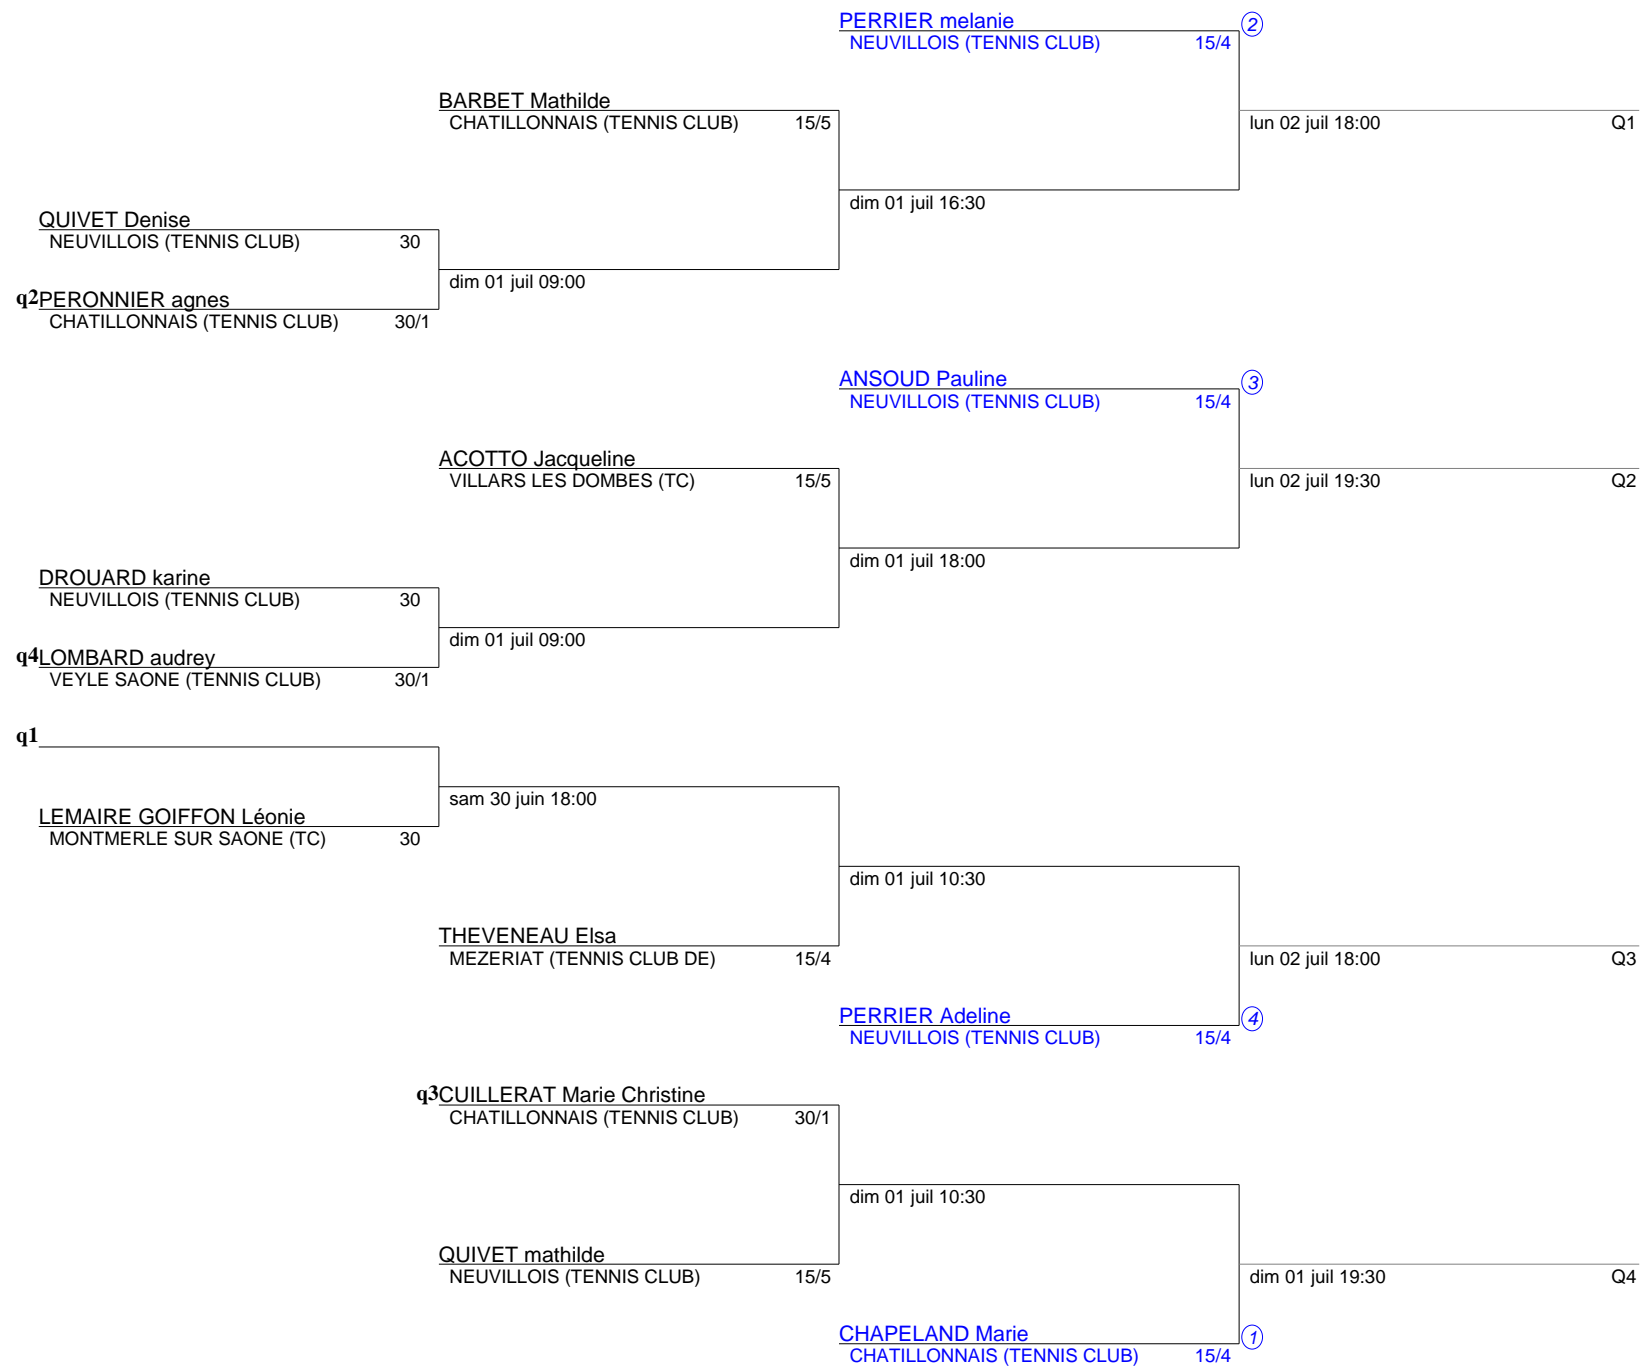 PERRIER melanie 2
NEUVILLOIS (TENNIS CLUB) 15/4
BARBET Mathilde
CHATILLONNAIS (TENNIS CLUB) 15/5
lun 02 juil 18:00 Q1
dim 01 juil 16:30
QUIVET Denise
NEUVILLOIS (TENNIS CLUB) 30
dim 01 juil 09:00
q2 PERONNIER agnes
CHATILLONNAIS (TENNIS CLUB) 30/1
ANSOUD Pauline 3
NEUVILLOIS (TENNIS CLUB) 15/4
ACOTTO Jacqueline
VILLARS LES DOMBES (TC) 15/5
lun 02 juil 19:30 Q2
dim 01 juil 18:00
DROUARD karine
NEUVILLOIS (TENNIS CLUB) 30
dim 01 juil 09:00
q4 LOMBARD audrey
VEYLE SAONE (TENNIS CLUB) 30/1
q1
sam 30 juin 18:00
LEMAIRE GOIFFON Léonie
MONTMERLE SUR SAONE (TC) 30
dim 01 juil 10:30
THEVENEAU Elsa
MEZERIAT (TENNIS CLUB DE) 15/4
lun 02 juil 18:00 Q3
PERRIER Adeline 4
NEUVILLOIS (TENNIS CLUB) 15/4
q3 CUILLERAT Marie Christine
CHATILLONNAIS (TENNIS CLUB) 30/1
dim 01 juil 10:30
QUIVET mathilde
NEUVILLOIS (TENNIS CLUB) 15/5
dim 01 juil 19:30 Q4
CHAPELAND Marie 1
CHATILLONNAIS (TENNIS CLUB) 15/4